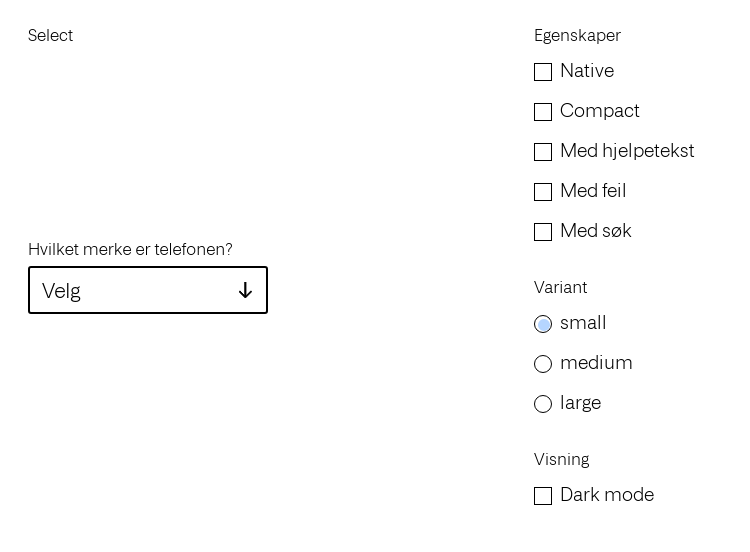 Select
Hvilket merke er telefonen?
Velg
Egenskaper
Native
Compact
Med hjelpetekst
Med feil
Med søk
Variant
small
medium
large
Visning
Dark mode